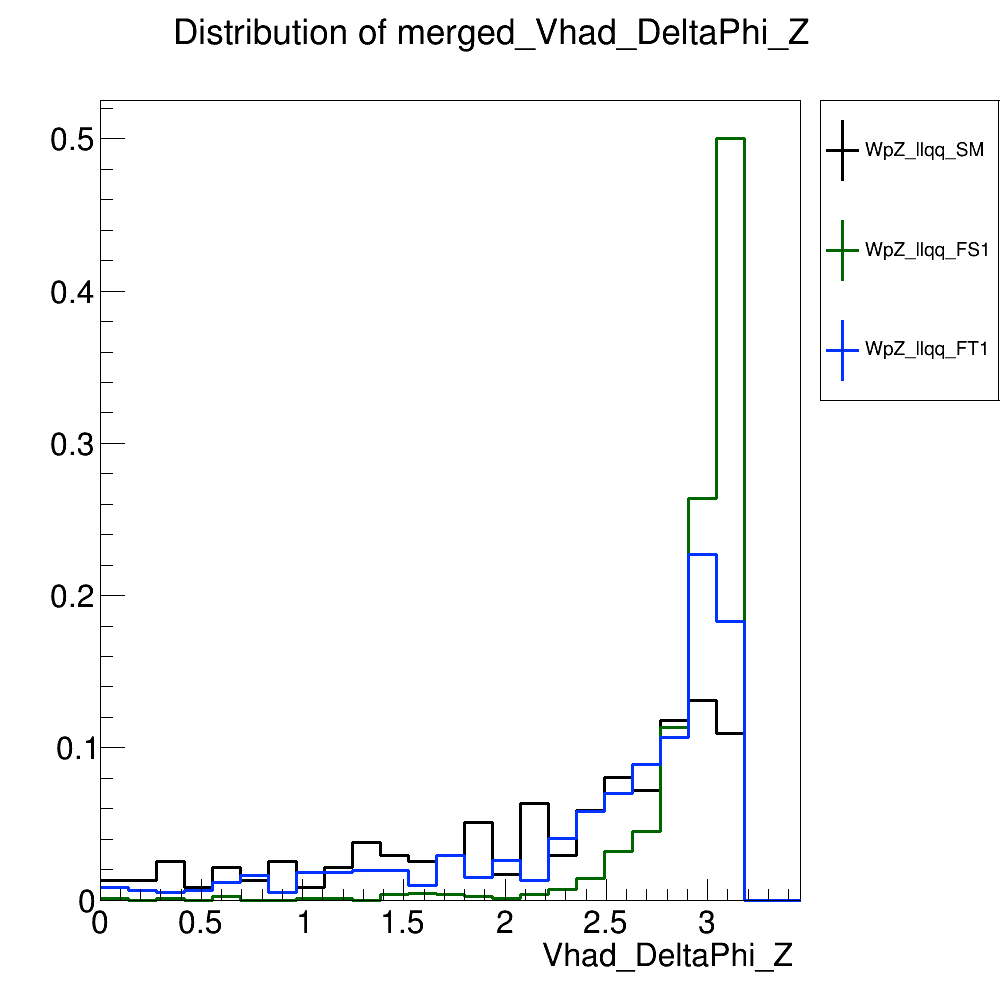 Distribution of merged_Vhad_DeltaPhi_Z
0.5
0.4
0.3
0.2
0.1
0
0 0.5 1 1.5 2 2.5 3
Vhad_DeltaPhi_Z
WpZ_llqq_SM
WpZ_llqq_FS1
WpZ_llqq_FT1